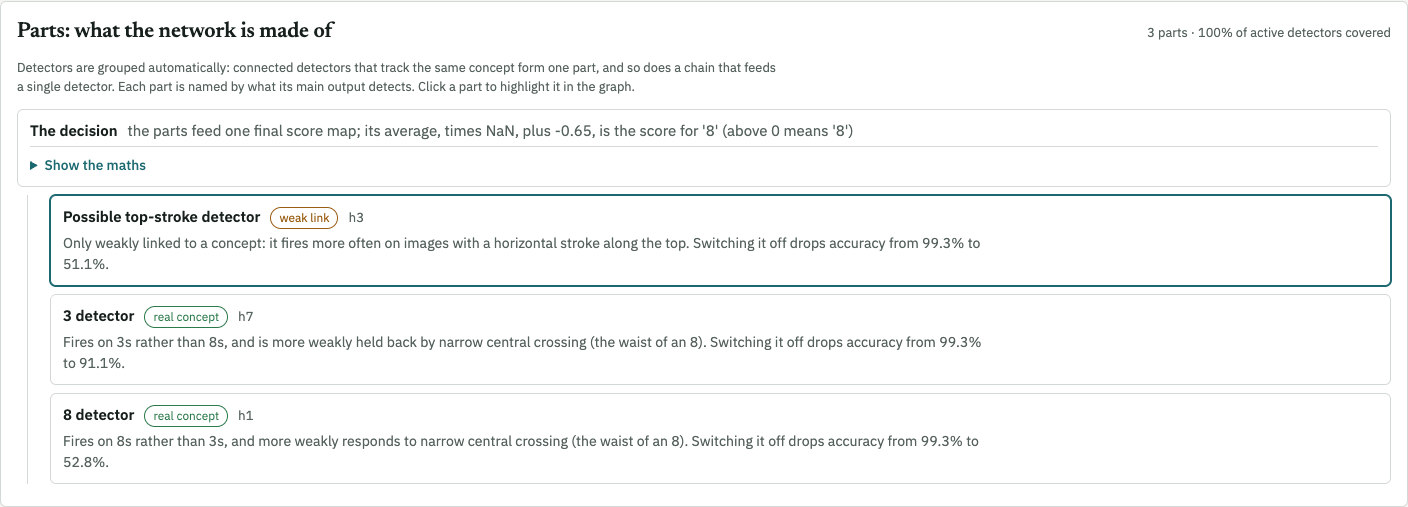 Parts: what the network is made of
3 parts · 100% of active detectors covered
Detectors are grouped automatically: connected detectors that track the same concept form one part, and so does a chain that feeds
a single detector. Each part is named by what its main output detects. Click a part to highlight it in the graph.
The decision the parts feed one final score map; its average, times NaN, plus -0.65, is the score for '8' (above 0 means '8')
▶ Show the maths
Possible top-stroke detector weak link h3
Only weakly linked to a concept: it fires more often on images with a horizontal stroke along the top. Switching it off drops accuracy from 99.3% to
51.1%.
3 detector real concept h7
Fires on 3s rather than 8s, and is more weakly held back by narrow central crossing (the waist of an 8). Switching it off drops accuracy from 99.3%
to 91.1%.
8 detector real concept h1
Fires on 8s rather than 3s, and more weakly responds to narrow central crossing (the waist of an 8). Switching it off drops accuracy from 99.3% to
52.8%.